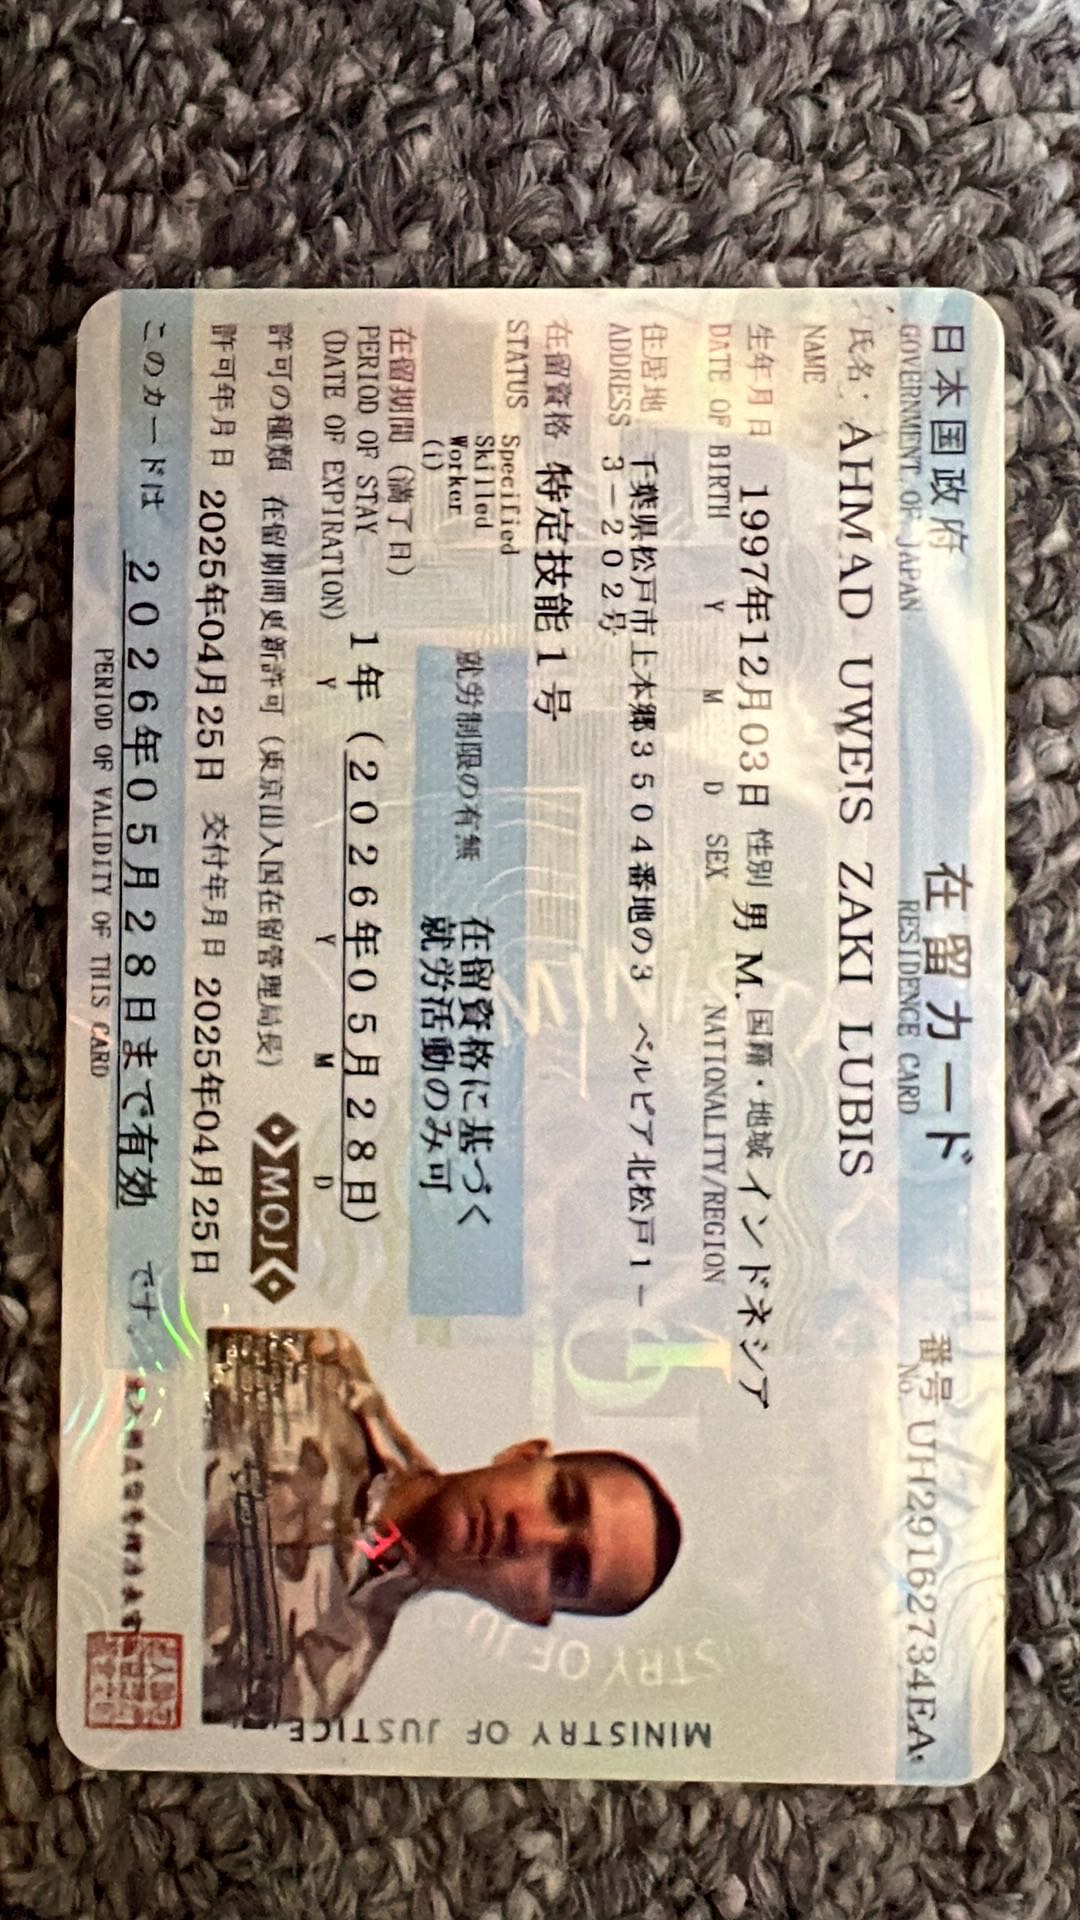 日本国政府 在留カード 番号 UH29162734EA
GOVERNMENT OF JAPAN RESIDENCE CARD No.
氏名 AHMAD UWEIS ZAKI LUBIS
NAME
生年月日 1997年12月03日 性別 男 M. 国籍・地域 インドネシア
DATE OF BIRTH Y M D SEX NATIONALITY/REGION
住居地 千葉県松戸市上本郷3504番地の3 ベルピア北松戸1－
ADDRESS 3－202号
在留資格 特定技能1号
STATUS Specified
Skilled
Worker
(i)
就労制限の有無 在留資格に基づく
就労活動のみ可
在留期間(満了日)
PERIOD OF STAY 1年(2026年05月28日)
(DATE OF EXPIRATION) Y Y M D
許可の種類 在留期間更新許可(東京出入国在留管理局長)
MOJ
許可年月日 2025年04月25日 交付年月日 2025年04月25日
このカードは 2026年05月28日まで有効 です。
PERIOD OF VALIDITY OF THIS CARD
MINISTRY OF JUSTICE